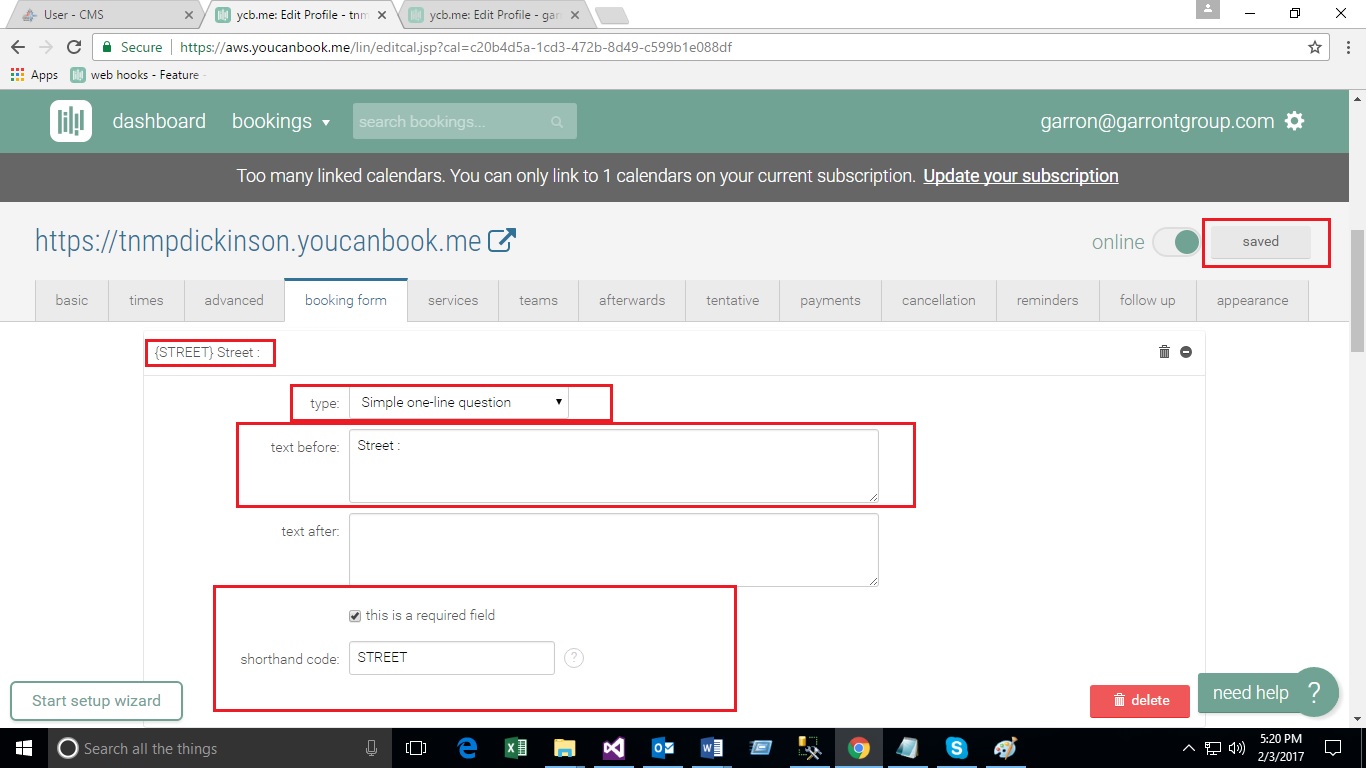 User - CMS
ycb.me: Edit Profile - tnm
ycb.me: Edit Profile - gar
Secure
https://aws.youcanbook.me/lin/editcal.jsp?cal=c20b4d5a-1cd3-472b-8d49-c599b1e088df
Apps
web hooks - Feature
dashboard
bookings
search bookings...
garron@garrontgroup.com
Too many linked calendars. You can only link to 1 calendars on your current subscription. Update your subscription
https://tnmpdickinson.youcanbook.me
online
saved
basic
times
advanced
booking form
services
teams
afterwards
tentative
payments
cancellation
reminders
follow up
appearance
{STREET} Street :
type:
Simple one-line question
text before:
Street :
text after:
this is a required field
shorthand code:
STREET
?
Start setup wizard
delete
need help
?
Search all the things
5:20 PM
2/3/2017